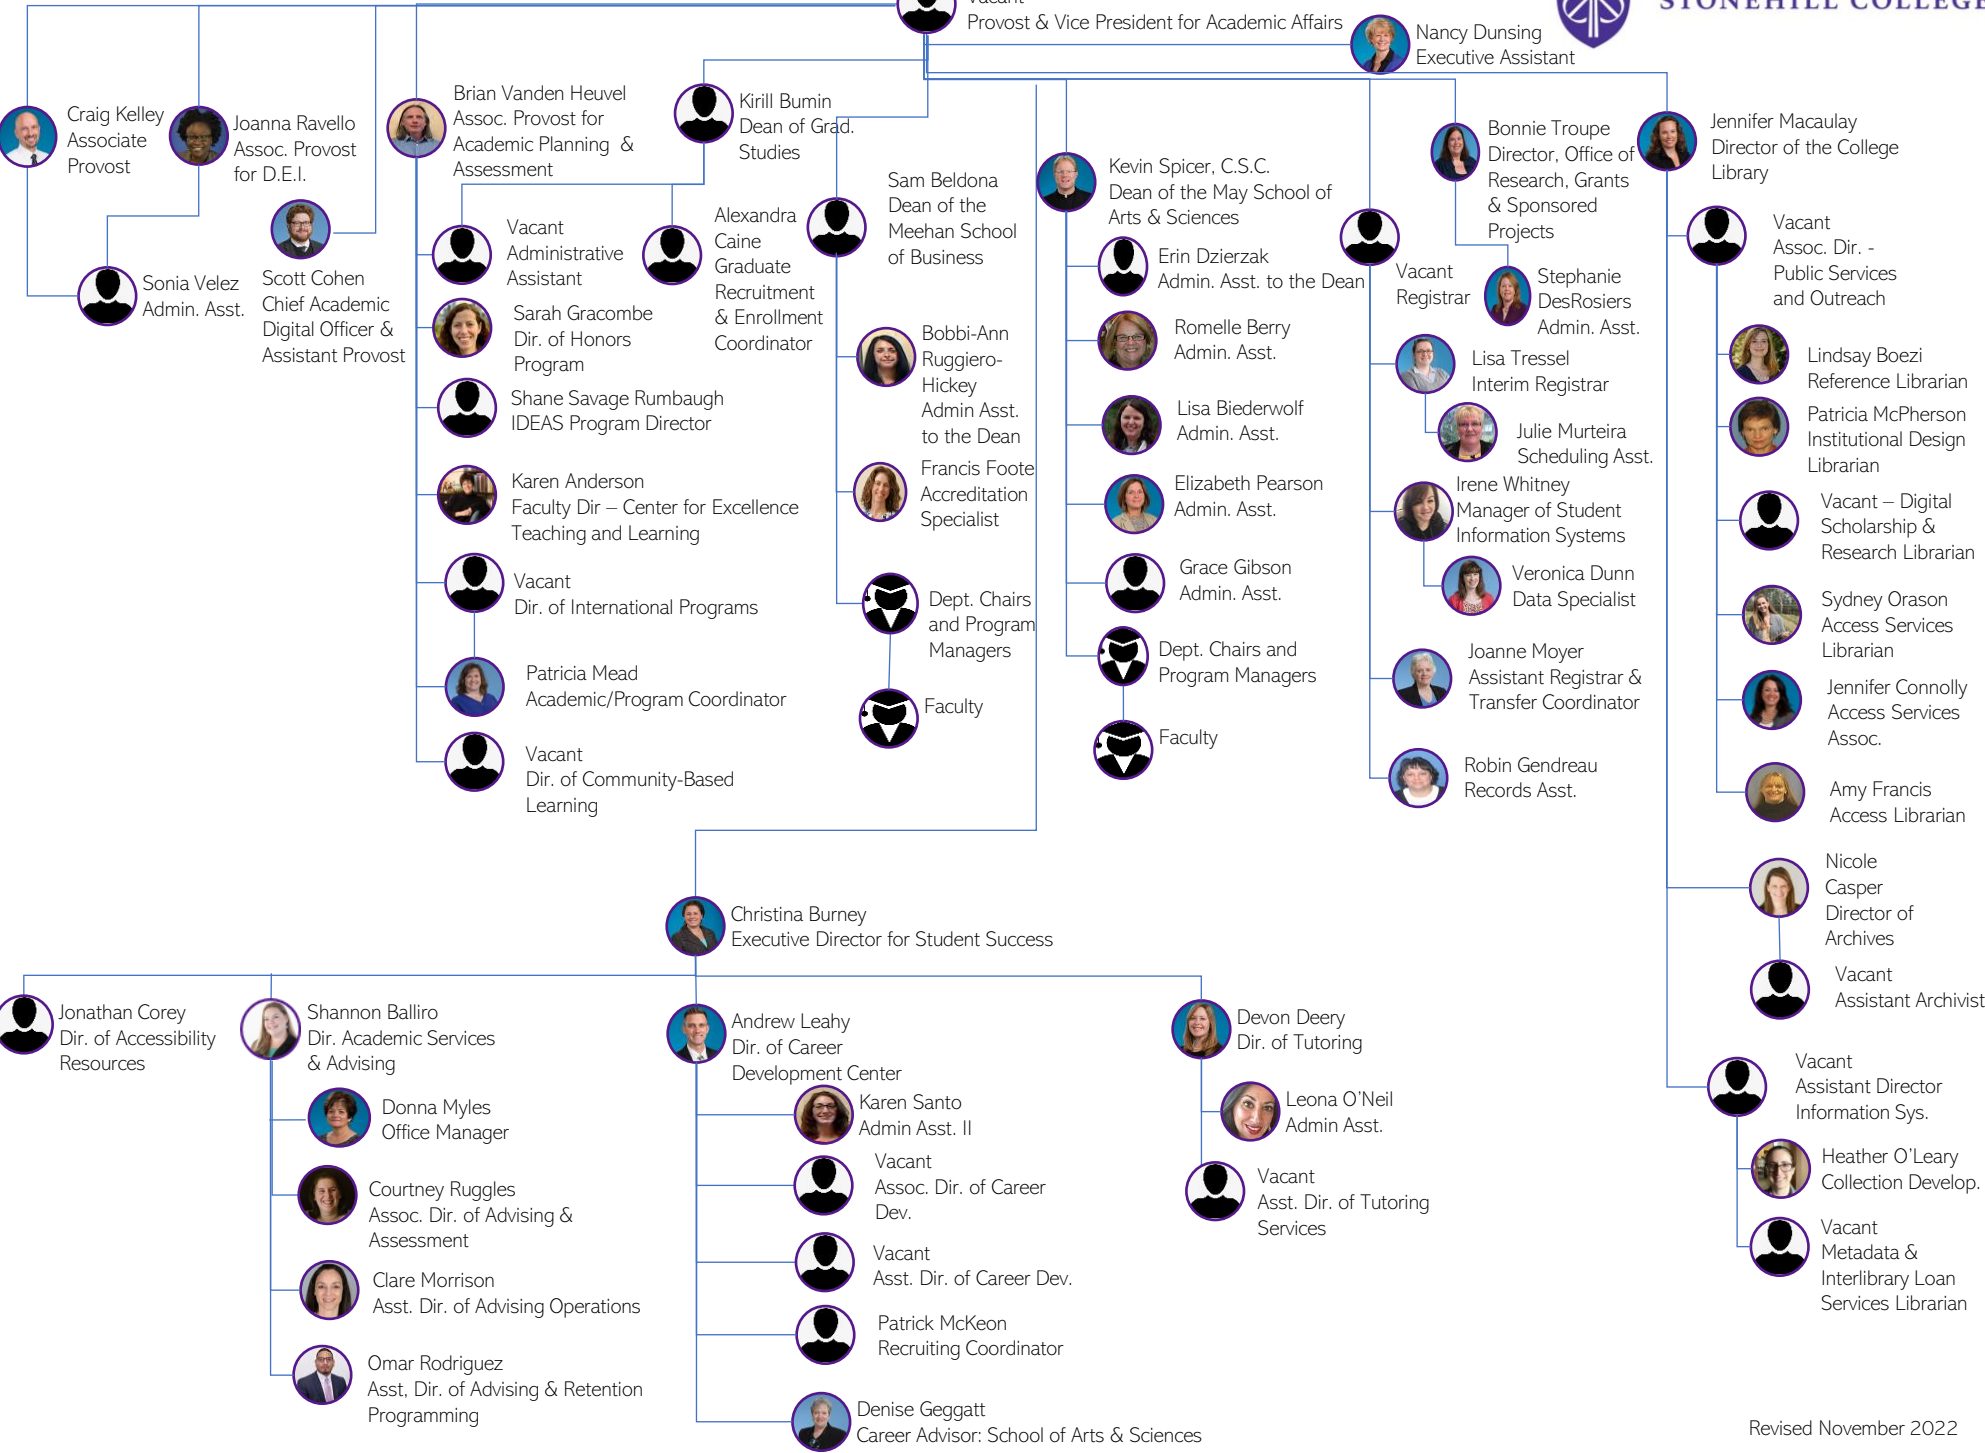 Vacant
Provost & Vice President for Academic Affairs
STONEHILL COLLEGE
Nancy Dunsing
Executive Assistant
Craig Kelley
Associate
Provost
Joanna Ravello
Assoc. Provost
for D.E.I.
Brian Vanden Heuvel
Assoc. Provost for
Academic Planning &
Assessment
Kirill Bumin
Dean of Grad.
Studies
Sonia Velez
Admin. Asst.
Scott Cohen
Chief Academic
Digital Officer &
Assistant Provost
Vacant
Administrative
Assistant
Sarah Gracombe
Dir. of Honors
Program
Shane Savage Rumbaugh
IDEAS Program Director
Karen Anderson
Faculty Dir – Center for Excellence
Teaching and Learning
Vacant
Dir. of International Programs
Patricia Mead
Academic/Program Coordinator
Vacant
Dir. of Community-Based
Learning
Alexandra
Caine
Graduate
Recruitment
& Enrollment
Coordinator
Sam Beldona
Dean of the
Meehan School
of Business
Bobbi-Ann
Ruggiero-
Hickey
Admin Asst.
to the Dean
Francis Foote
Accreditation
Specialist
Dept. Chairs
and Program
Managers
Faculty
Kevin Spicer, C.S.C.
Dean of the May School of
Arts & Sciences
Erin Dzierzak
Admin. Asst. to the Dean
Romelle Berry
Admin. Asst.
Lisa Biederwolf
Admin. Asst.
Elizabeth Pearson
Admin. Asst.
Grace Gibson
Admin. Asst.
Dept. Chairs and
Program Managers
Faculty
Vacant
Registrar
Lisa Tressel
Interim Registrar
Julie Murteira
Scheduling Asst.
Irene Whitney
Manager of Student
Information Systems
Veronica Dunn
Data Specialist
Joanne Moyer
Assistant Registrar &
Transfer Coordinator
Robin Gendreau
Records Asst.
Bonnie Troupe
Director, Office of
Research, Grants
& Sponsored
Projects
Stephanie
DesRosiers
Admin. Asst.
Jennifer Macaulay
Director of the College
Library
Vacant
Assoc. Dir. -
Public Services
and Outreach
Lindsay Boezi
Reference Librarian
Patricia McPherson
Institutional Design
Librarian
Vacant – Digital
Scholarship &
Research Librarian
Sydney Orason
Access Services
Librarian
Jennifer Connolly
Access Services
Assoc.
Amy Francis
Access Librarian
Nicole
Casper
Director of
Archives
Vacant
Assistant Archivist
Vacant
Assistant Director
Information Sys.
Heather O'Leary
Collection Develop.
Vacant
Metadata &
Interlibrary Loan
Services Librarian
Christina Burney
Executive Director for Student Success
Jonathan Corey
Dir. of Accessibility
Resources
Shannon Balliro
Dir. Academic Services
& Advising
Donna Myles
Office Manager
Courtney Ruggles
Assoc. Dir. of Advising &
Assessment
Clare Morrison
Asst. Dir. of Advising Operations
Omar Rodriguez
Asst, Dir. of Advising & Retention
Programming
Andrew Leahy
Dir. of Career
Development Center
Karen Santo
Admin Asst. II
Vacant
Assoc. Dir. of Career
Dev.
Vacant
Asst. Dir. of Career Dev.
Patrick McKeon
Recruiting Coordinator
Denise Geggatt
Career Advisor: School of Arts & Sciences
Devon Deery
Dir. of Tutoring
Leona O'Neil
Admin Asst.
Vacant
Asst. Dir. of Tutoring
Services
Revised November 2022